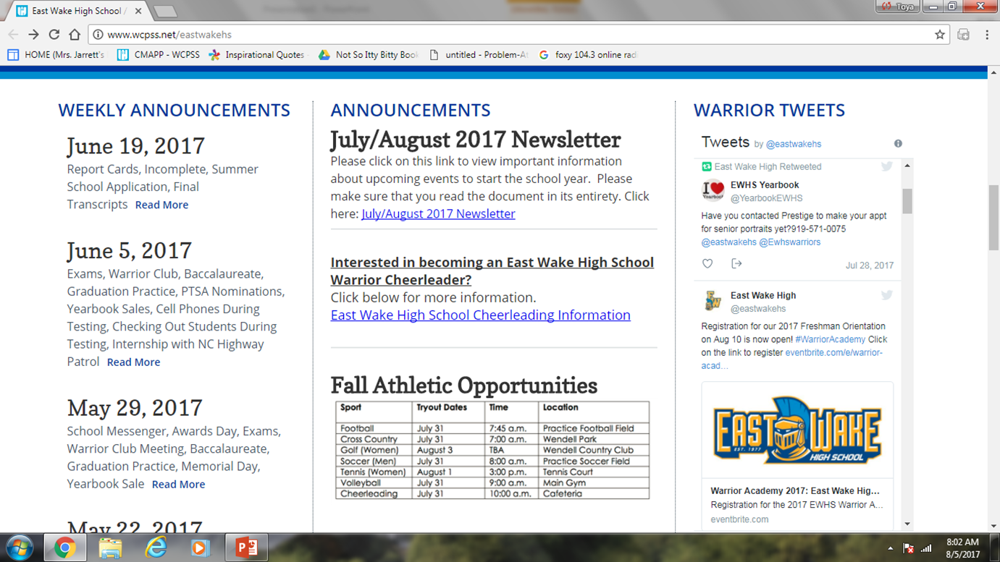 East Wake High School /
Toya
www.wcpss.net/eastwakehs
HOME (Mrs. Jarrett's
CMAPP - WCPSS
Inspirational Quotes
Not So Itty Bitty Book
untitled - Problem-At
foxy 104.3 online radi
WEEKLY ANNOUNCEMENTS
June 19, 2017
Report Cards, Incomplete, Summer
School Application, Final
Transcripts Read More
June 5, 2017
Exams, Warrior Club, Baccalaureate,
Graduation Practice, PTSA Nominations,
Yearbook Sales, Cell Phones During
Testing, Checking Out Students During
Testing, Internship with NC Highway
Patrol Read More
May 29, 2017
School Messenger, Awards Day, Exams,
Warrior Club Meeting, Baccalaureate,
Graduation Practice, Memorial Day,
Yearbook Sale Read More
May 22, 2017
ANNOUNCEMENTS
July/August 2017 Newsletter
Please click on this link to view important information
about upcoming events to start the school year. Please
make sure that you read the document in its entirety. Click
here: July/August 2017 Newsletter
Interested in becoming an East Wake High School
Warrior Cheerleader?
Click below for more information.
East Wake High School Cheerleading Information
Fall Athletic Opportunities
Sport Tryout Dates Time Location
Football July 31 7:45 a.m. Practice Football Field
Cross Country July 31 7:00 a.m. Wendell Park
Golf (Women) August 3 TBA Wendell Country Club
Soccer (Men) July 31 8:00 a.m. Practice Soccer Field
Tennis (Women) August 1 3:00 p.m. Tennis Court
Volleyball July 31 9:00 a.m. Main Gym
Cheerleading July 31 10:00 a.m. Cafeteria
WARRIOR TWEETS
Tweets by @eastwakehs
East Wake High Retweeted
EWHS Yearbook
@YearbookEWHS
Have you contacted Prestige to make your appt
for senior portraits yet?919-571-0075
@eastwakehs @Ewhswarriors
Jul 28, 2017
East Wake High
@eastwakehs
Registration for our 2017 Freshman Orientation
on Aug 10 is now open! #WarriorAcademy Click
on the link to register eventbrite.com/e/warrior-
acad…
EAST WAKE
EST. 1977
HIGH SCHOOL
Warrior Academy 2017: East Wake Hig...
Registration for the 2017 EWHS Warrior A...
eventbrite.com
8:02 AM
8/5/2017